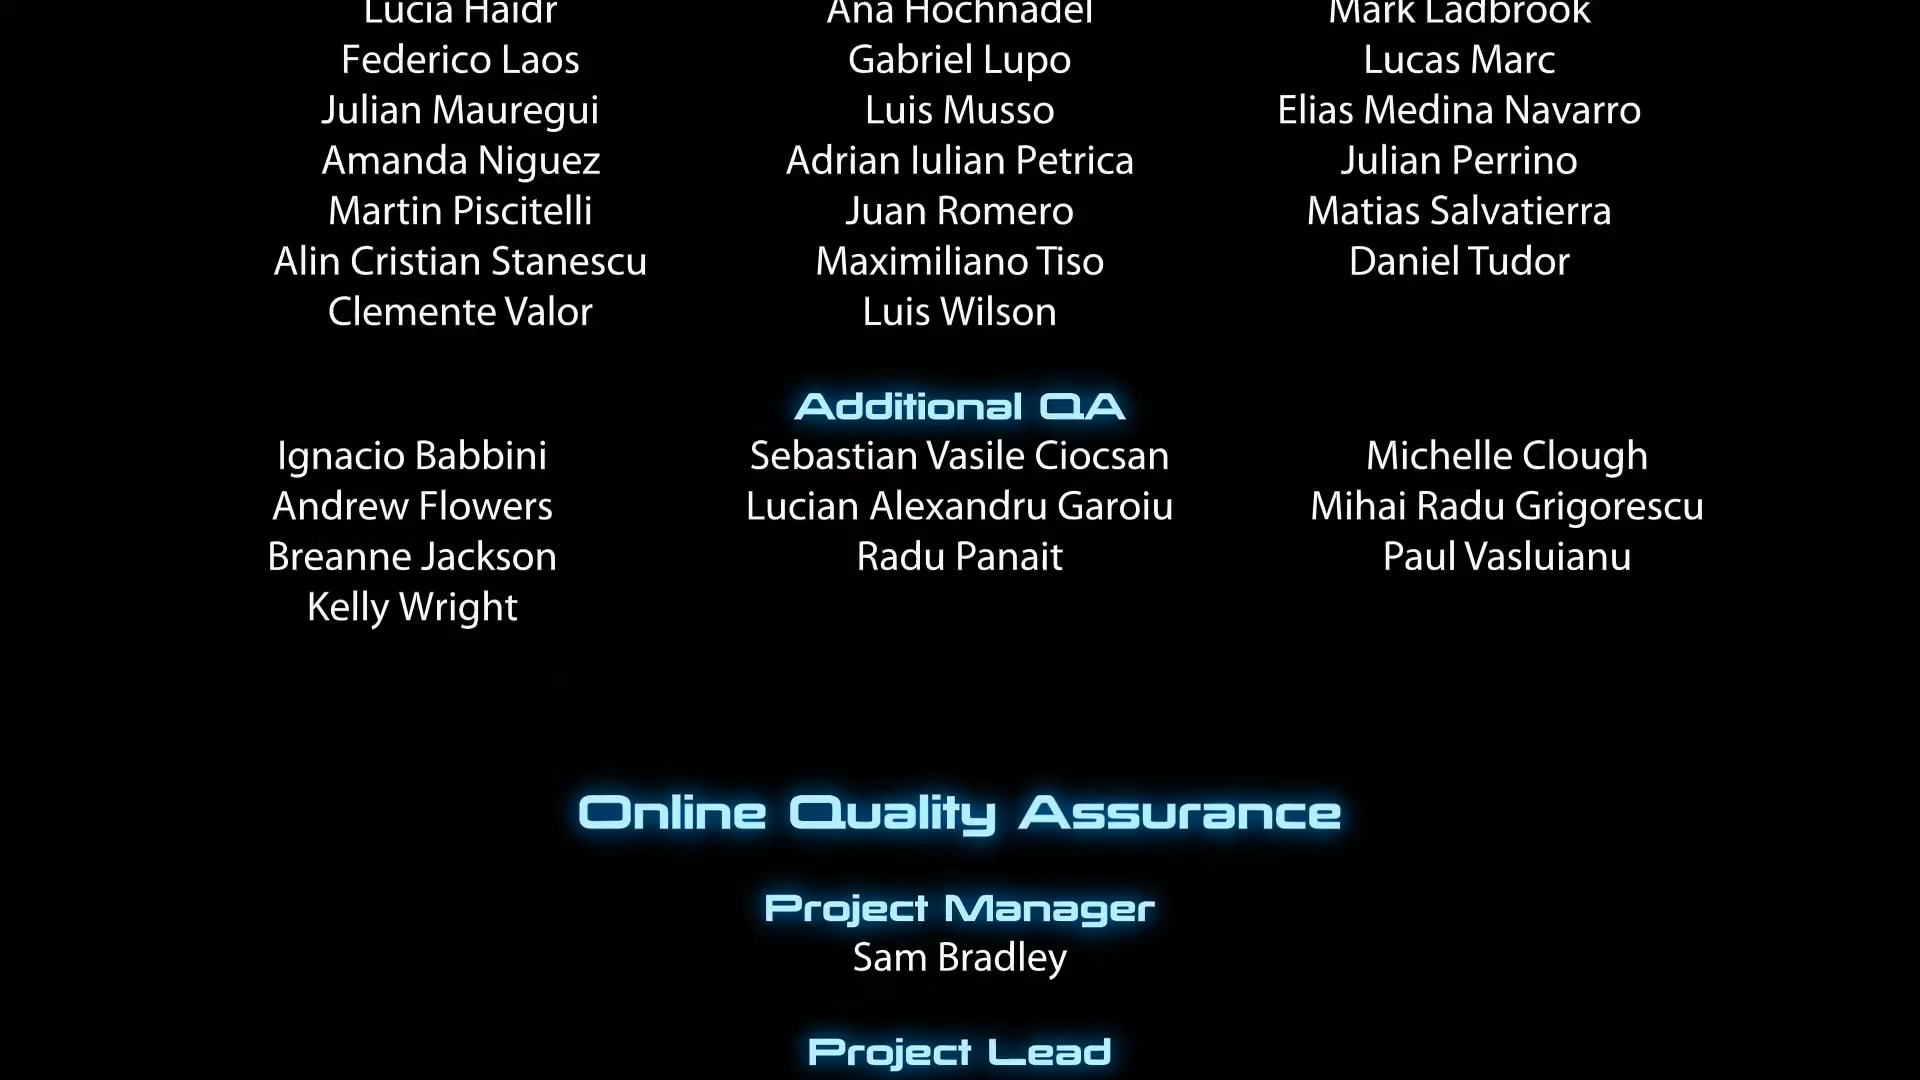 Lucia Haidr Ana Hochnadel Mark Ladbrook
Federico Laos Gabriel Lupo Lucas Marc
Julian Mauregui Luis Musso Elias Medina Navarro
Amanda Niguez Adrian Iulian Petrica Julian Perrino
Martin Piscitelli Juan Romero Matias Salvatierra
Alin Cristian Stanescu Maximiliano Tiso Daniel Tudor
Clemente Valor Luis Wilson
Additional QA
Ignacio Babbini Sebastian Vasile Ciocsan Michelle Clough
Andrew Flowers Lucian Alexandru Garoiu Mihai Radu Grigorescu
Breanne Jackson Radu Panait Paul Vasluianu
Kelly Wright
Online Quality Assurance
Project Manager
Sam Bradley
Project Lead